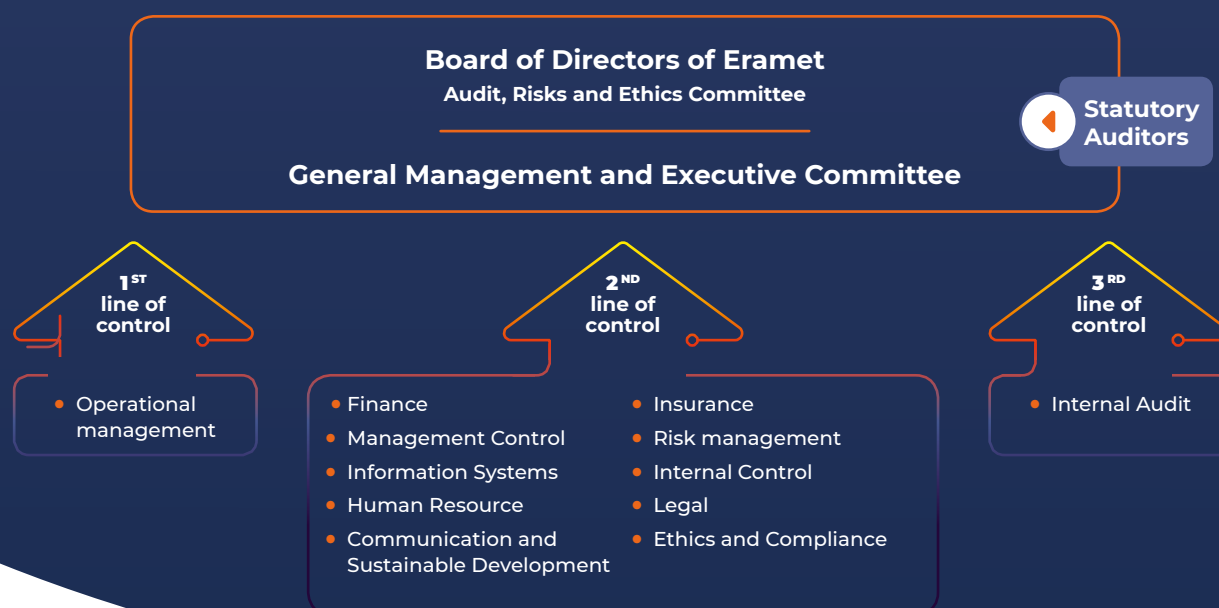 Board of Directors of Eramet
Audit, Risks and Ethics Committee
General Management and Executive Committee
Statutory
Auditors
1ST
line of
control
Operational
management
2ND
line of
control
Finance
Management Control
Information Systems
Human Resource
Communication and
Sustainable Development
Insurance
Risk management
Internal Control
Legal
Ethics and Compliance
3RD
line of
control
Internal Audit